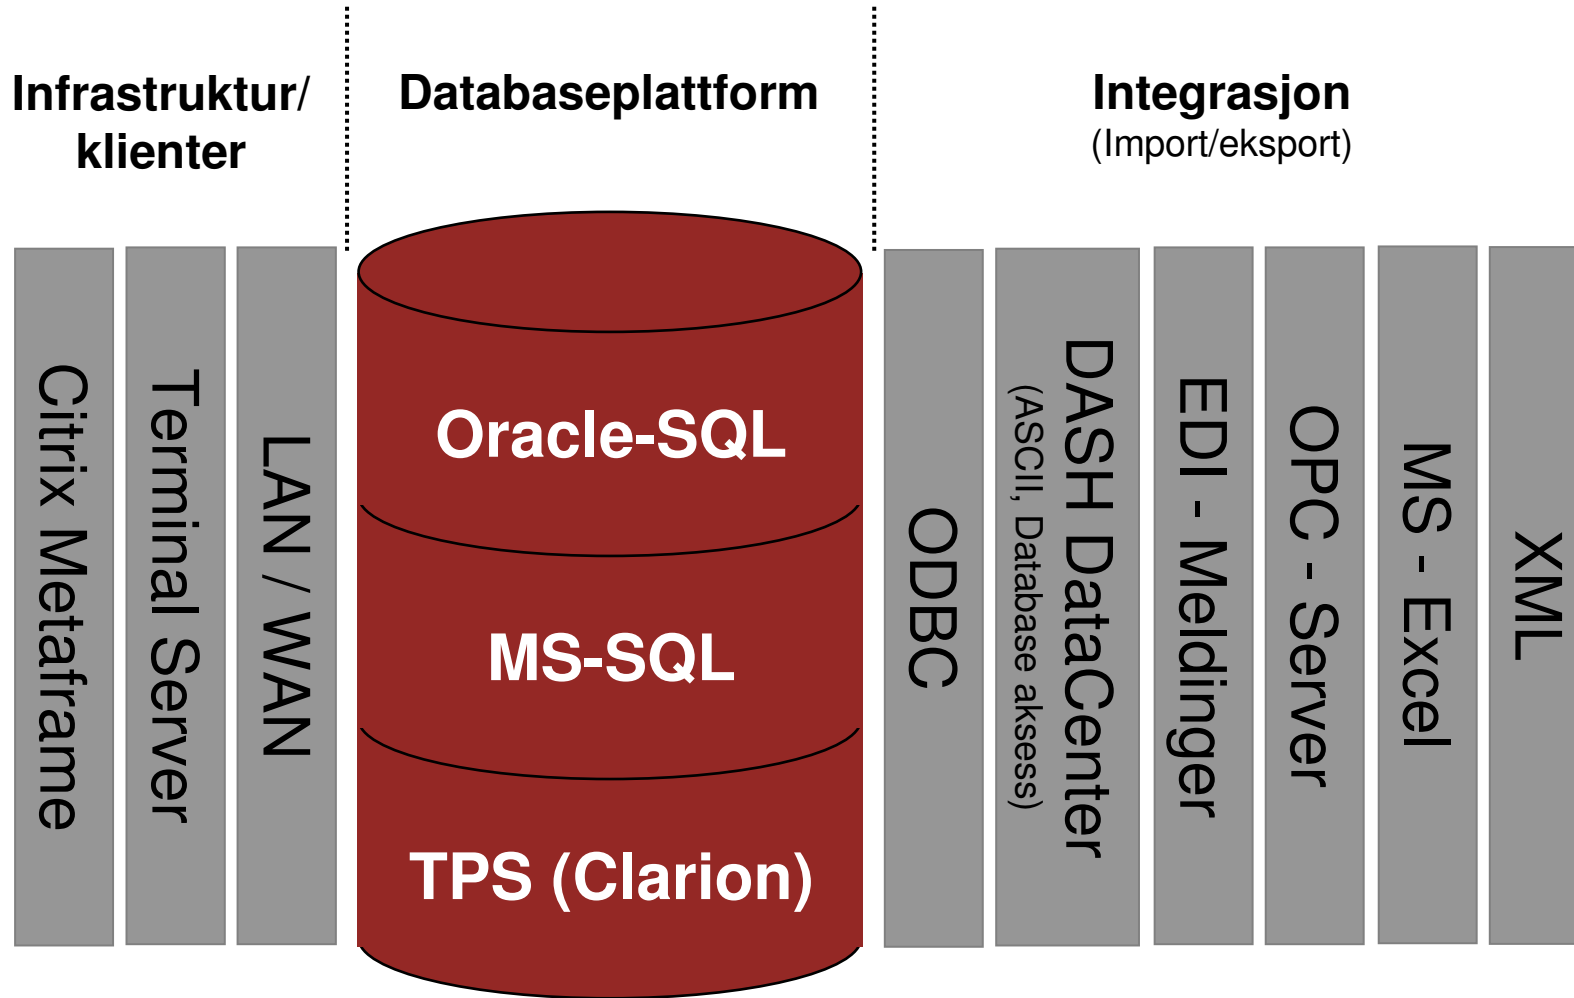 Infrastruktur/
klienter
Databaseplattform
Integrasjon
(Import/eksport)
Citrix Metaframe
Terminal Server
LAN / WAN
Oracle-SQL
MS-SQL
TPS (Clarion)
ODBC
DASH DataCenter
(ASCII, Database aksess)
EDI - Meldinger
OPC - Server
MS - Excel
XML